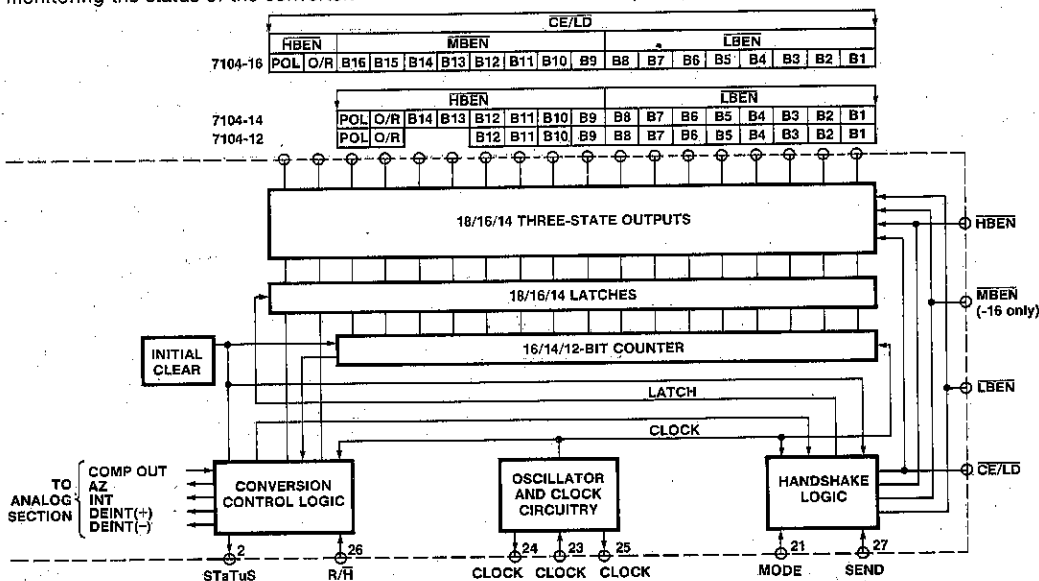 monitoring the status of the conversion
CE/LD
HBEN MBEN LBEN
7104-16 POL O/R B16 B15 B14 B13 B12 B11 B10 B9 B8 B7 B6 B5 B4 B3 B2 B1
HBEN LBEN
7104-14 POL O/R B14 B13 B12 B11 B10 B9 B8 B7 B6 B5 B4 B3 B2 B1
7104-12 POL O/R B12 B11 B10 B9 B8 B7 B6 B5 B4 B3 B2 B1
18/16/14 THREE-STATE OUTPUTS
HBEN
18/16/14 LATCHES
MBEN
(-16 only)
INITIAL
CLEAR
16/14/12-BIT COUNTER
LBEN
LATCH
CLOCK
TO
ANALOG
SECTION
COMP OUT
AZ
INT
DEINT(+)
DEINT(−)
CONVERSION
CONTROL LOGIC
OSCILLATOR
AND CLOCK
CIRCUITRY
HANDSHAKE
LOGIC
CE/LD
2 26 24 23 25 21 27
STaTuS R/H CLOCK CLOCK CLOCK MODE SEND